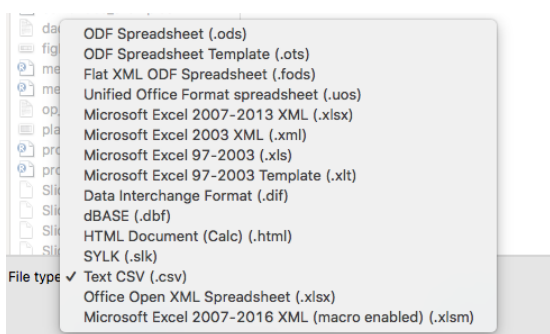 ODF Spreadsheet (.ods)
ODF Spreadsheet Template (.ots)
Flat XML ODF Spreadsheet (.fods)
Unified Office Format spreadsheet (.uos)
Microsoft Excel 2007-2013 XML (.xlsx)
Microsoft Excel 2003 XML (.xml)
Microsoft Excel 97-2003 (.xls)
Microsoft Excel 97-2003 Template (.xlt)
Data Interchange Format (.dif)
dBASE (.dbf)
HTML Document (Calc) (.html)
SYLK (.slk)
File type ✓ Text CSV (.csv)
Office Open XML Spreadsheet (.xlsx)
Microsoft Excel 2007-2016 XML (macro enabled) (.xlsm)